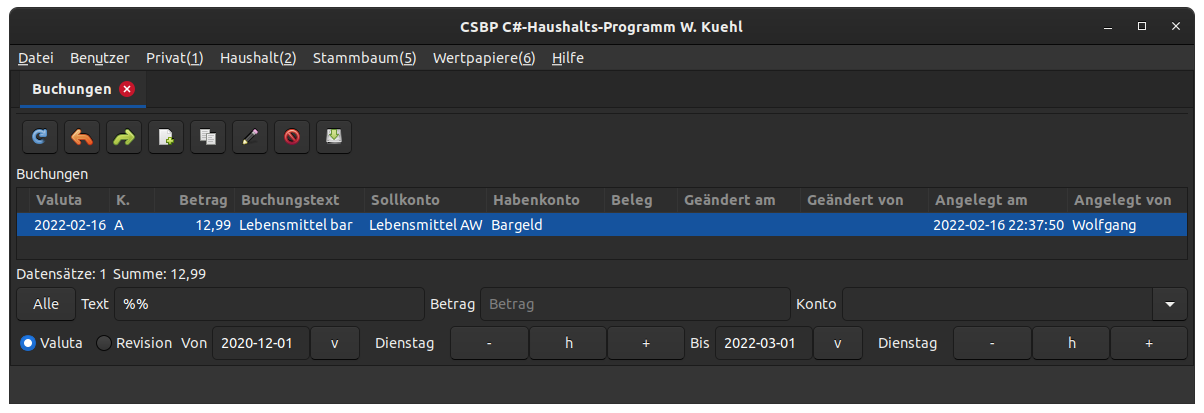 CSBP C#-Haushalts-Programm W. Kuehl
Datei Benutzer Privat(1) Haushalt(2) Stammbaum(5) Wertpapiere(6) Hilfe
Buchungen
Buchungen
Valuta K. Betrag Buchungstext Sollkonto Habenkonto Beleg Geändert am Geändert von Angelegt am Angelegt von
2022-02-16 A 12,99 Lebensmittel bar Lebensmittel AW Bargeld 2022-02-16 22:37:50 Wolfgang
Datensätze: 1 Summe: 12,99
Alle Text %% Betrag Betrag Konto
Valuta Revision Von 2020-12-01 v Dienstag - h + Bis 2022-03-01 v Dienstag - h +